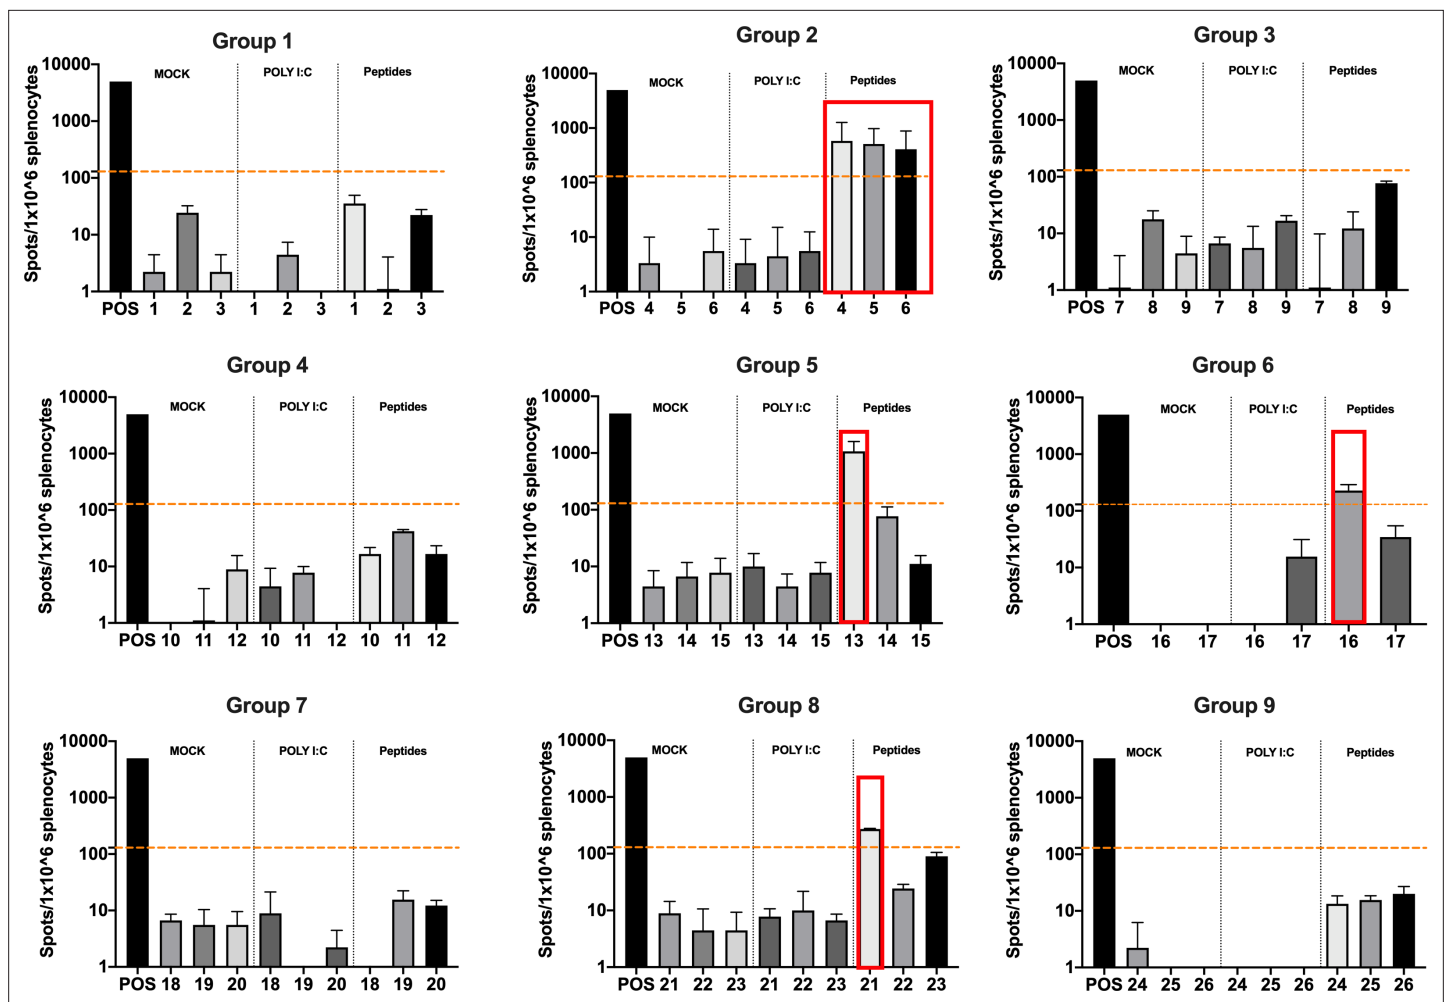 Group 1
Spots/1x10^6 splenocytes
10000
1000
100
10
1
MOCK
POLY I:C
Peptides
POS 1 2 3 1 2 3 1 2 3
Group 2
Spots/1x10^6 splenocytes
10000
1000
100
10
1
MOCK
POLY I:C
Peptides
POS 4 5 6 4 5 6 4 5 6
Group 3
Spots/1x10^6 splenocytes
10000
1000
100
10
1
MOCK
POLY I:C
Peptides
POS 7 8 9 7 8 9 7 8 9
Group 4
Spots/1x10^6 splenocytes
10000
1000
100
10
1
MOCK
POLY I:C
Peptides
POS 10 11 12 10 11 12 10 11 12
Group 5
Spots/1x10^6 splenocytes
10000
1000
100
10
1
MOCK
POLY I:C
Peptides
POS 13 14 15 13 14 15 13 14 15
Group 6
Spots/1x10^6 splenocytes
10000
1000
100
10
1
MOCK
POLY I:C
Peptides
POS 16 17 16 17 16 17
Group 7
Spots/1x10^6 splenocytes
10000
1000
100
10
1
MOCK
POLY I:C
Peptides
POS 18 19 20 18 19 20 18 19 20
Group 8
Spots/1x10^6 splenocytes
10000
1000
100
10
1
MOCK
POLY I:C
Peptides
POS 21 22 23 21 22 23 21 22 23
Group 9
Spots/1x10^6 splenocytes
10000
1000
100
10
1
MOCK
POLY I:C
Peptides
POS 24 25 26 24 25 26 24 25 26